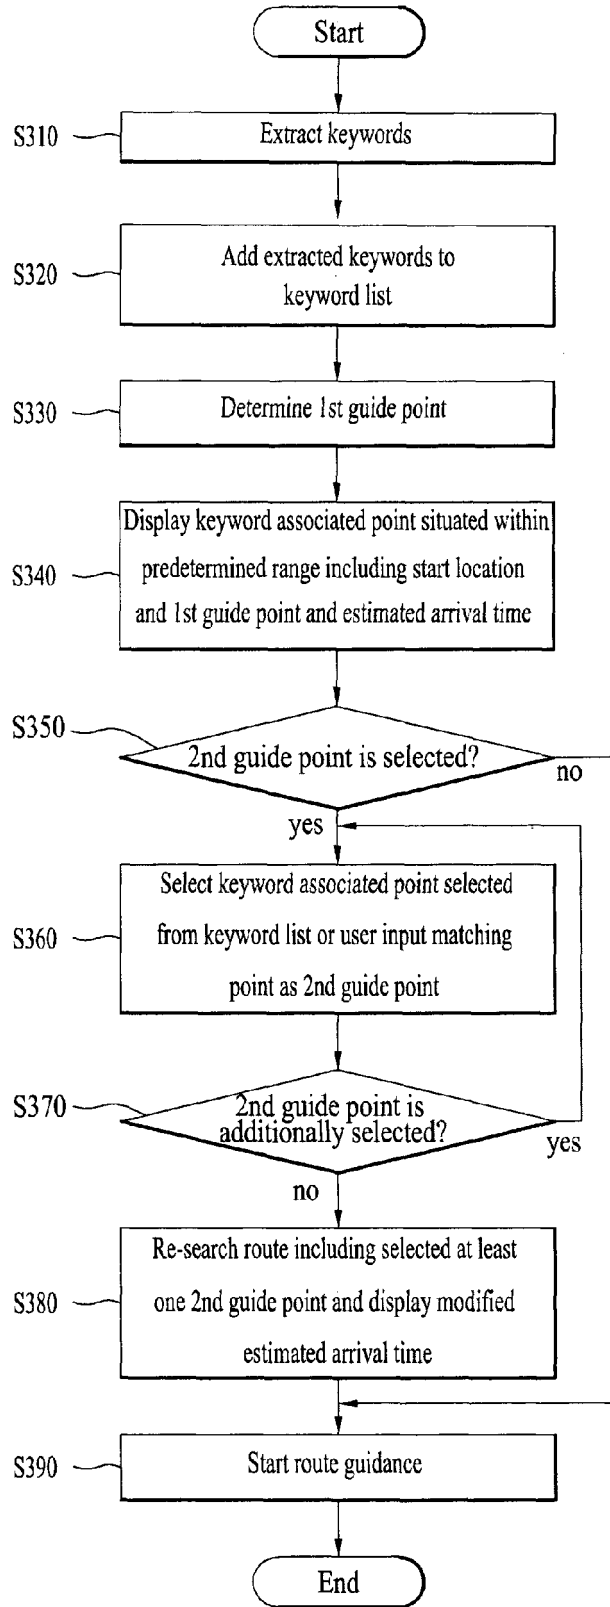 Start
S310
Extract keywords
S320
Add extracted keywords to
keyword list
S330
Determine 1st guide point
S340
Display keyword associated point situated within
predetermined range including start location
and 1st guide point and estimated arrival time
S350
2nd guide point is selected?
no
yes
S360
Select keyword associated point selected
from keyword list or user input matching
point as 2nd guide point
S370
2nd guide point is
additionally selected?
yes
no
S380
Re-search route including selected at least
one 2nd guide point and display modified
estimated arrival time
S390
Start route guidance
End